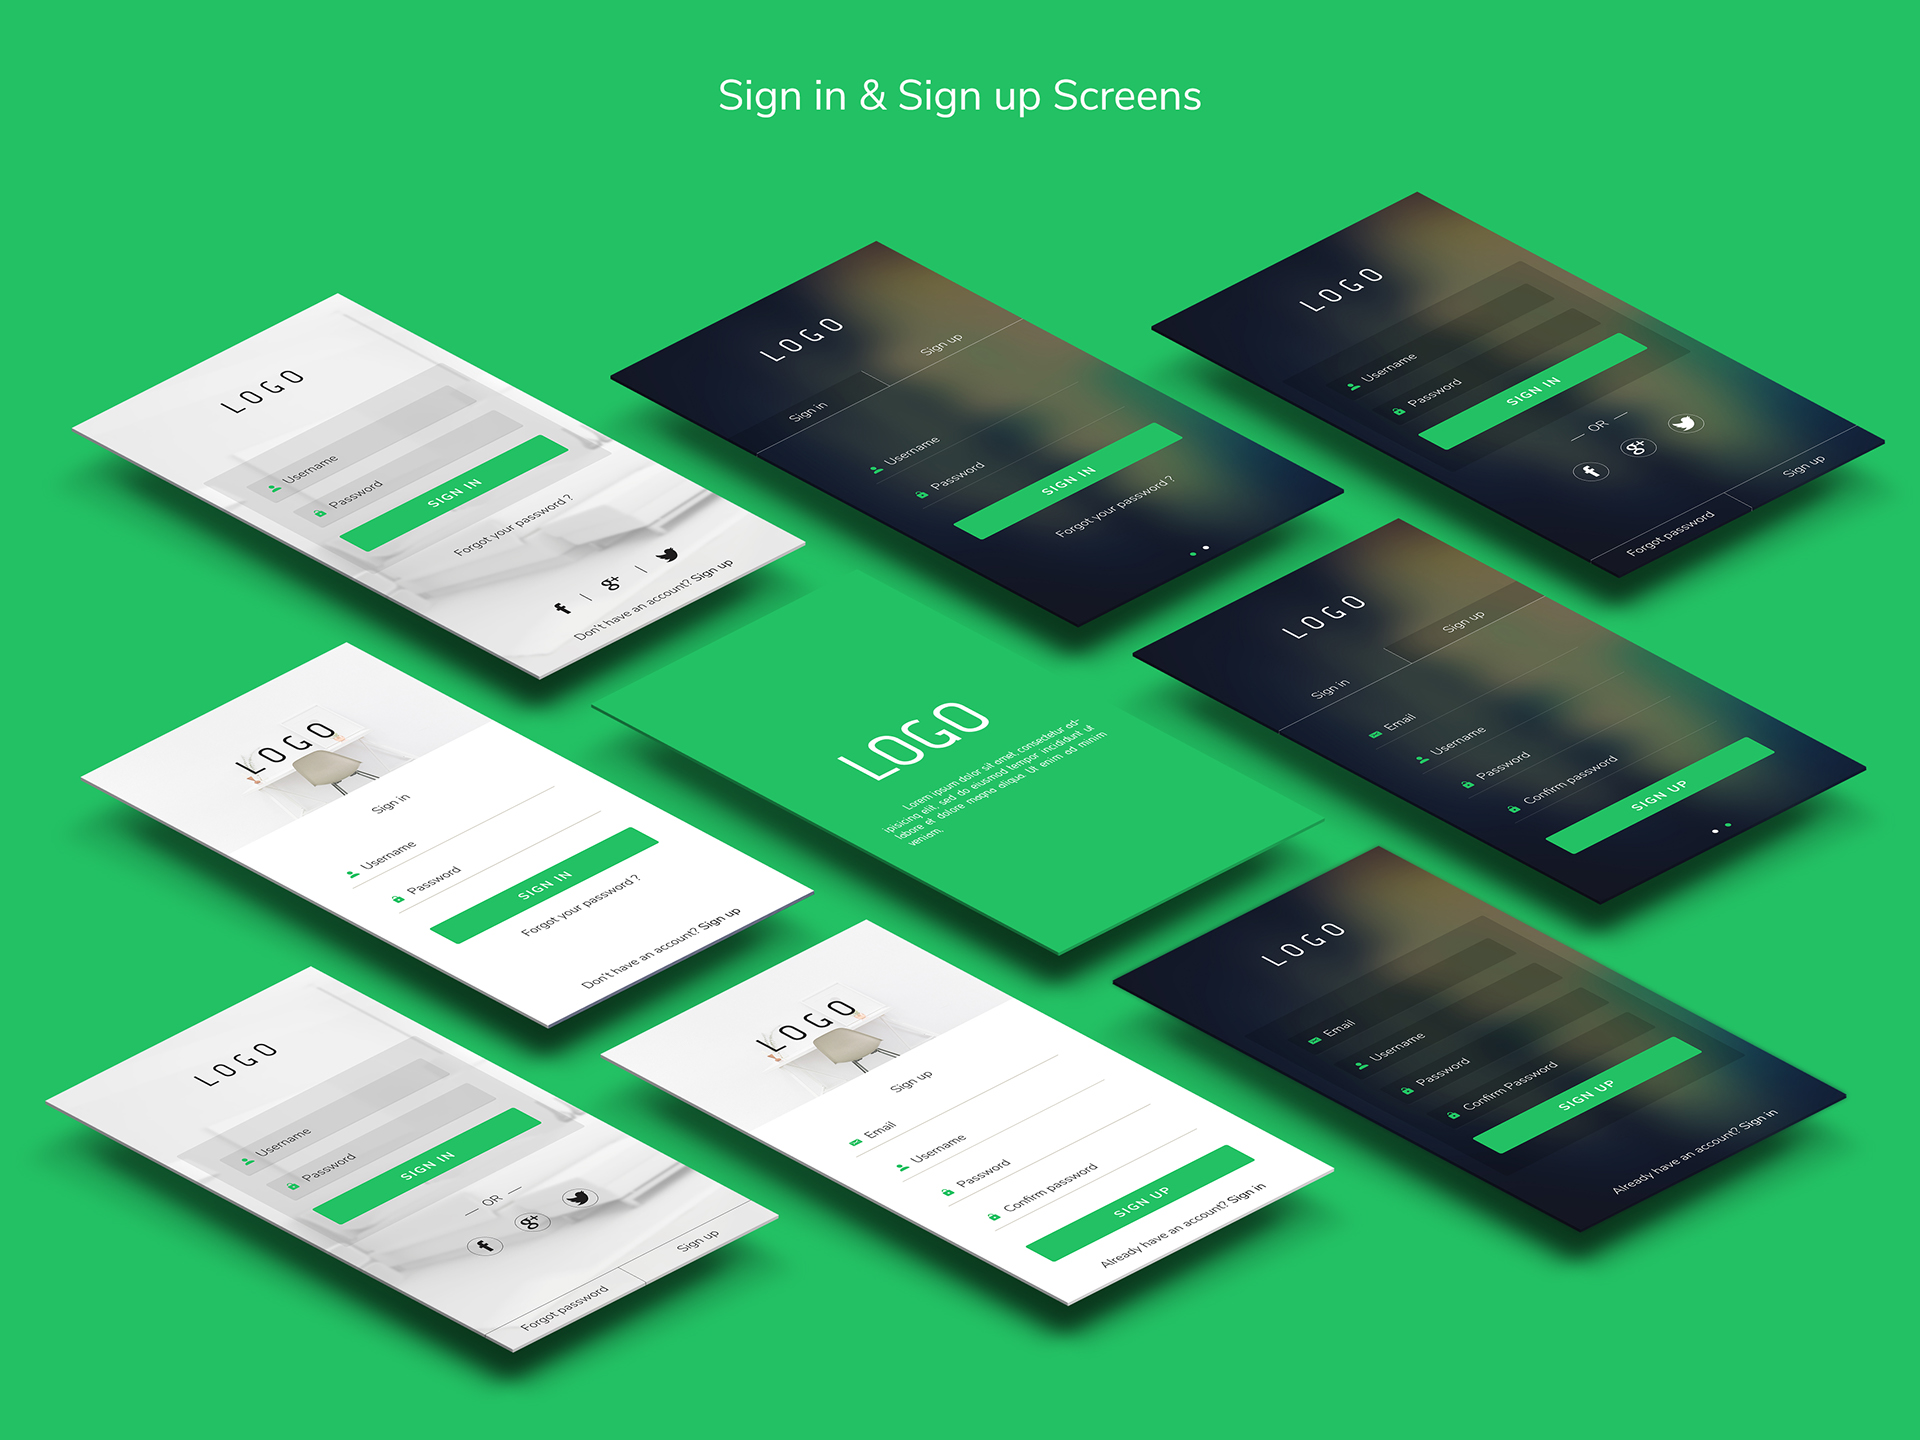 Sign in & Sign up Screens
LOGO
Username
Password
SIGN IN
Forgot your password ?
f | g+ |
Don't have an account? Sign up
LOGO
Sign in
Sign up
Username
Password
SIGN IN
Forgot your password ?
LOGO
Username
Password
SIGN IN
— OR —
f g+
Forgot password
Sign up
LOGO
Sign in
Username
Password
SIGN IN
Forgot your password ?
Don't have an account? Sign up
LOGO
Lorem ipsum dolor sit amet, consectetur ad-
ipisicing elit, sed do eiusmod tempor incididunt ut
labore et dolore magna aliqua. Ut enim ad minim
veniam,
LOGO
Sign in
Sign up
Email
Username
Password
Confirm password
SIGN UP
LOGO
Username
Password
SIGN IN
— OR —
f g+
Forgot password
Sign up
LOGO
Sign up
Email
Username
Password
Confirm password
SIGN UP
Already have an account? Sign in
LOGO
Email
Username
Password
Confirm Password
SIGN UP
Already have an account? Sign in